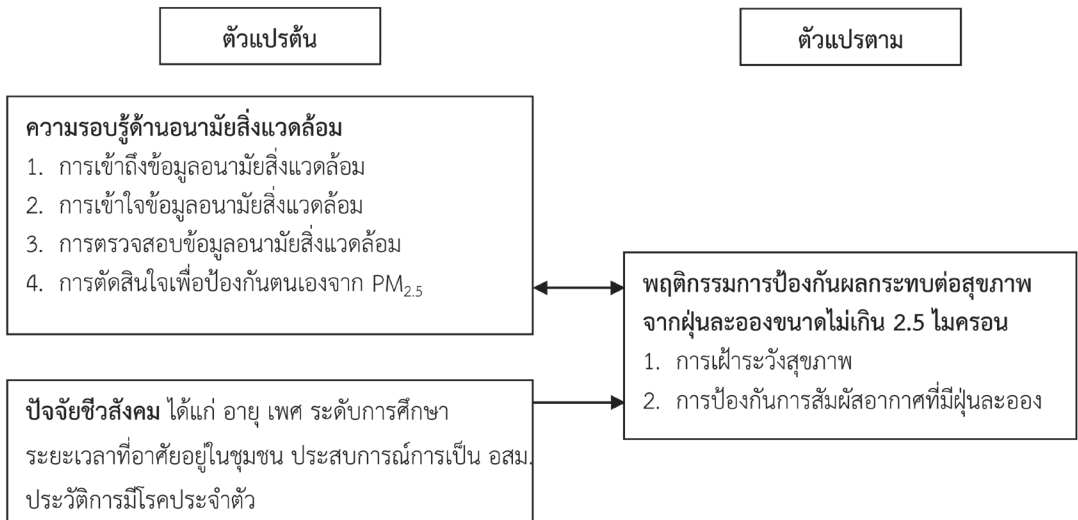 ตัวแปรต้น
ตัวแปรตาม
ความรอบรู้ด้านอนามัยสิ่งแวดล้อม
1. การเข้าถึงข้อมูลอนามัยสิ่งแวดล้อม
2. การเข้าใจข้อมูลอนามัยสิ่งแวดล้อม
3. การตรวจสอบข้อมูลอนามัยสิ่งแวดล้อม
4. การตัดสินใจเพื่อป้องกันตนเองจาก PM2.5
พฤติกรรมการป้องกันผลกระทบต่อสุขภาพ
จากฝุ่นละอองขนาดไม่เกิน 2.5 ไมครอน
1. การเฝ้าระวังสุขภาพ
2. การป้องกันการสัมผัสอากาศที่มีฝุ่นละออง
ปัจจัยชีวสังคม ได้แก่ อายุ เพศ ระดับการศึกษา
ระยะเวลาที่อาศัยอยู่ในชุมชน ประสบการณ์การเป็น อสม.
ประวัติการมีโรคประจำตัว